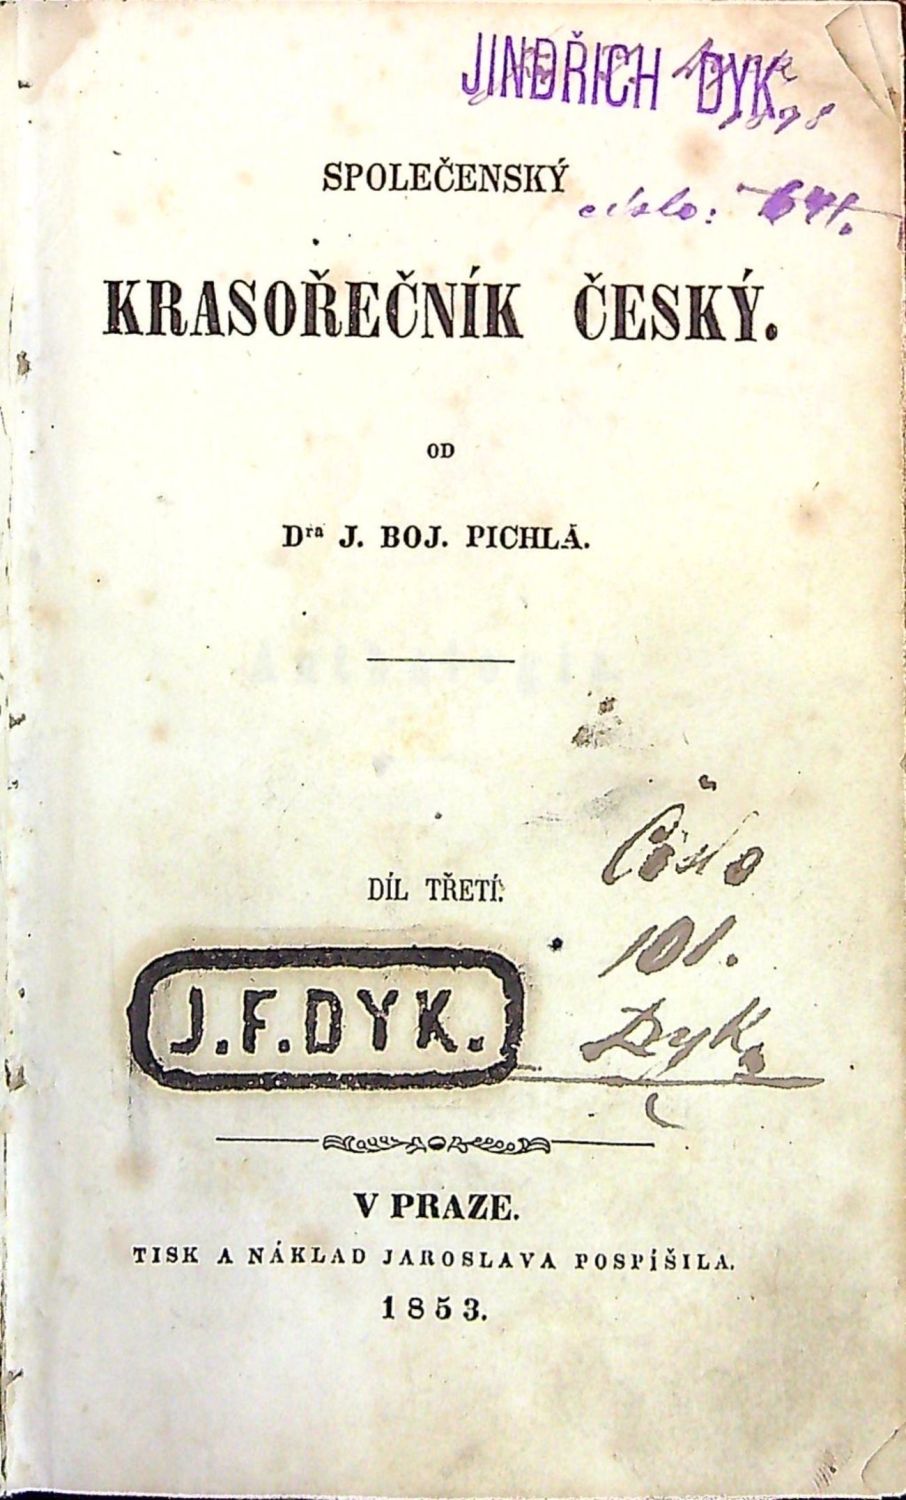 JINDŘICH DYK
1898
SPOLEČENSKÝ
číslo: 641.
KRASOŘEČNÍK ČESKÝ.
OD
Dra J. BOJ. PICHLA.
DÍL TŘETÍ.
Číslo
101.
Dyk.
J.F.DYK.
V PRAZE.
TISK A NÁKLAD JAROSLAVA POSPÍŠILA.
1853.